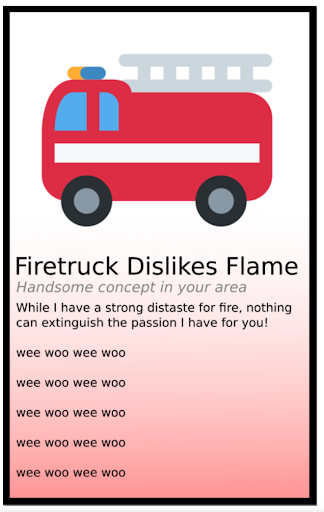 Firetruck Dislikes Flame
Handsome concept in your area
While I have a strong distaste for fire, nothing
can extinguish the passion I have for you!
wee woo wee woo
wee woo wee woo
wee woo wee woo
wee woo wee woo
wee woo wee woo